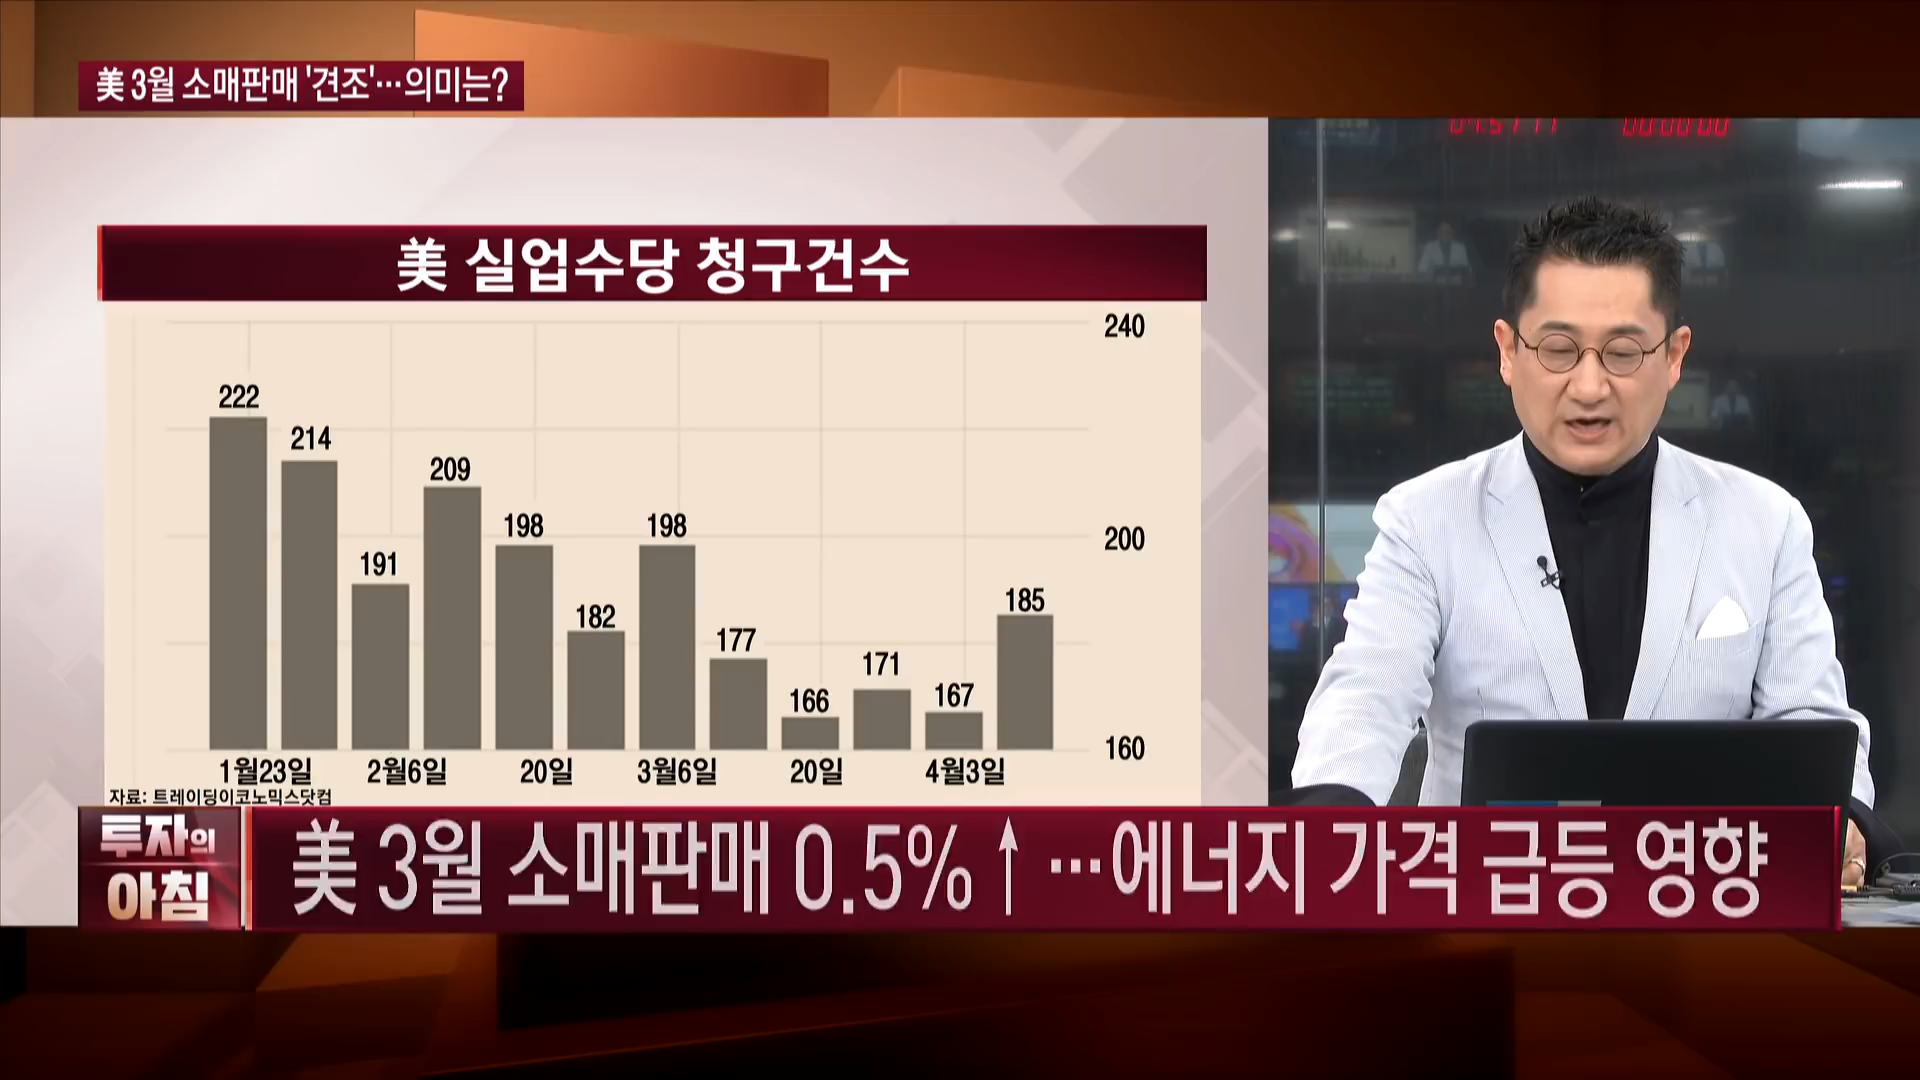 美 3월 소매판매 '견조'…의미는?
美 실업수당 청구건수
240
200
160
222
214
191
209
198
182
198
177
166
171
167
185
1월23일
2월6일
20일
3월6일
20일
4월3일
자료: 트레이딩이코노믹스닷컴
투자의
아침
美 3월 소매판매 0.5%↑…에너지 가격 급등 영향